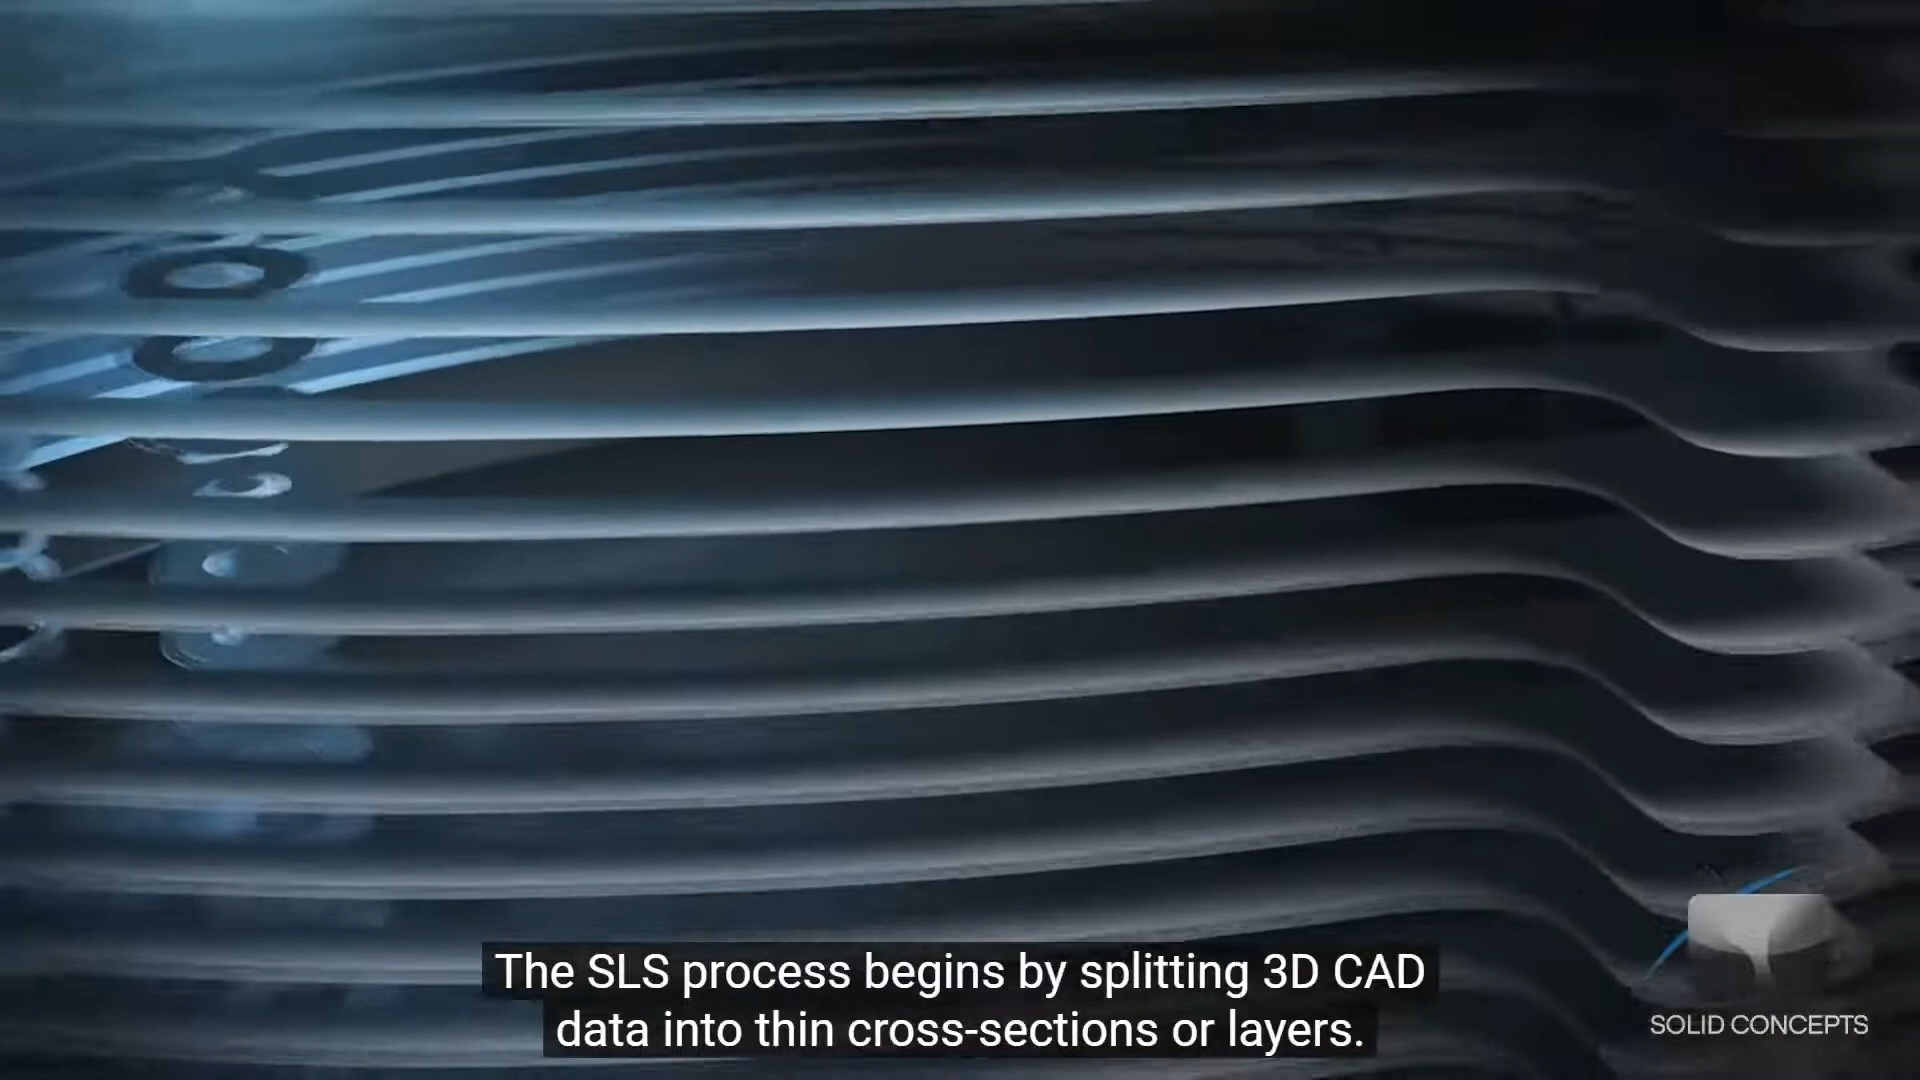 The SLS process begins by splitting 3D CAD
data into thin cross-sections or layers.
SOLID CONCEPTS